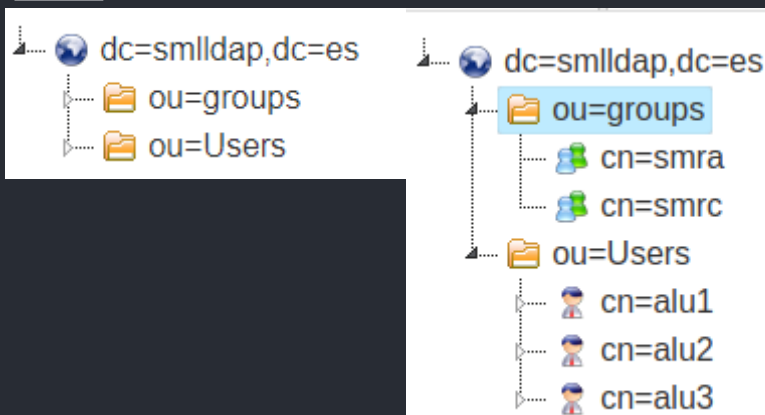 dc=smlldap,dc=es
ou=groups
ou=Users
dc=smlldap,dc=es
ou=groups
cn=smra
cn=smrc
ou=Users
cn=alu1
cn=alu2
cn=alu3